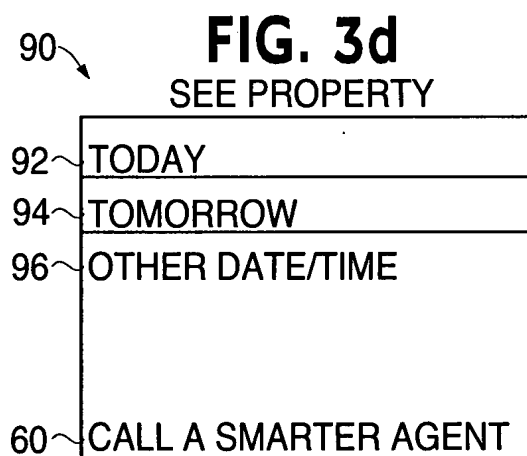 FIG. 3d
90
SEE PROPERTY
92 TODAY
94 TOMORROW
96 OTHER DATE/TIME
60 CALL A SMARTER AGENT